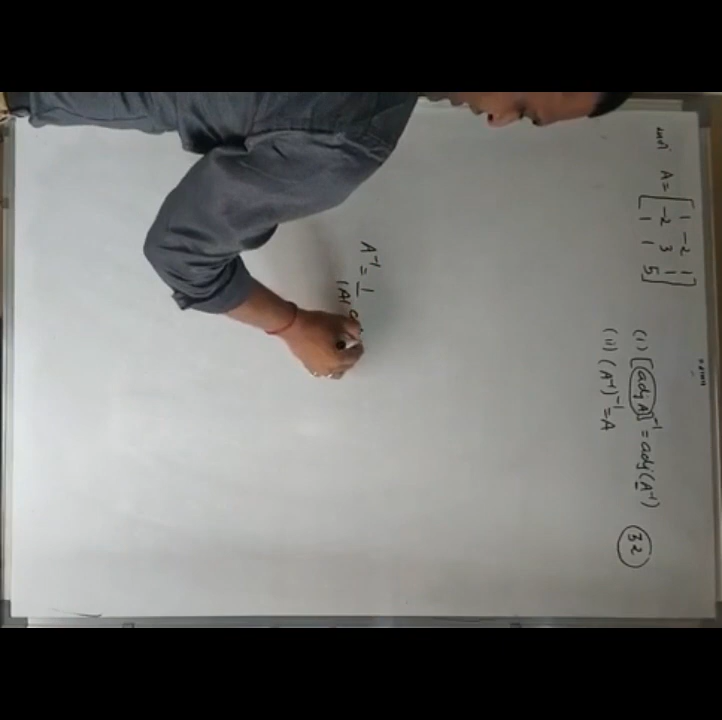 A = [ 1 -2 1
-2 3 1
1 1 5 ]
(i) [adj A]⁻¹ = adj (A⁻¹)
(ii) (A⁻¹)⁻¹ = A
32
A⁻¹ = 1
|A|